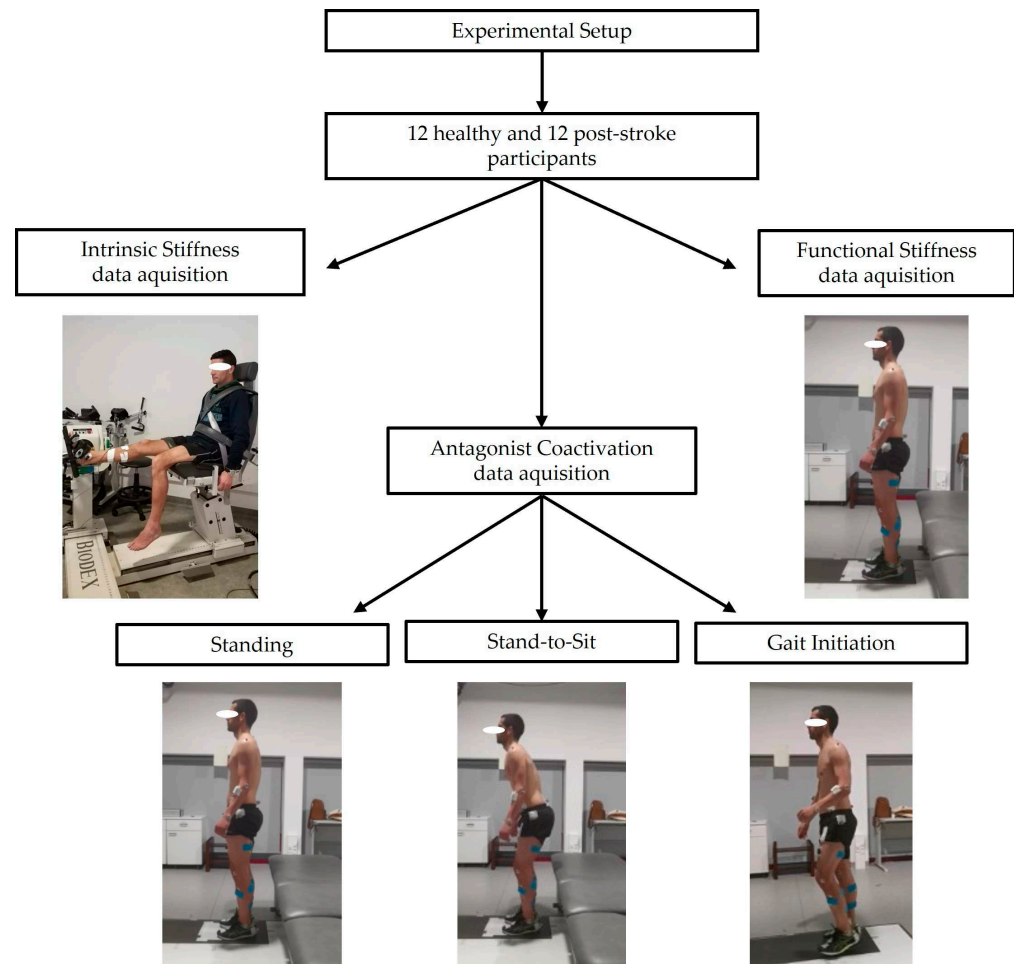 Experimental Setup
12 healthy and 12 post-stroke
participants
Intrinsic Stiffness
data aquisition
Functional Stiffness
data aquisition
BIODEX
Antagonist Coactivation
data aquisition
Standing
Stand-to-Sit
Gait Initiation